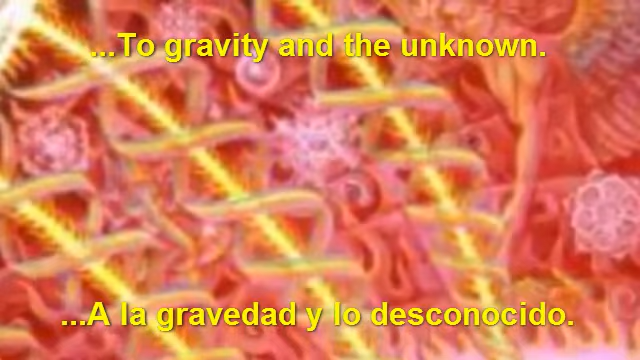 ...To gravity and the unknown.
...A la gravedad y lo desconocido.